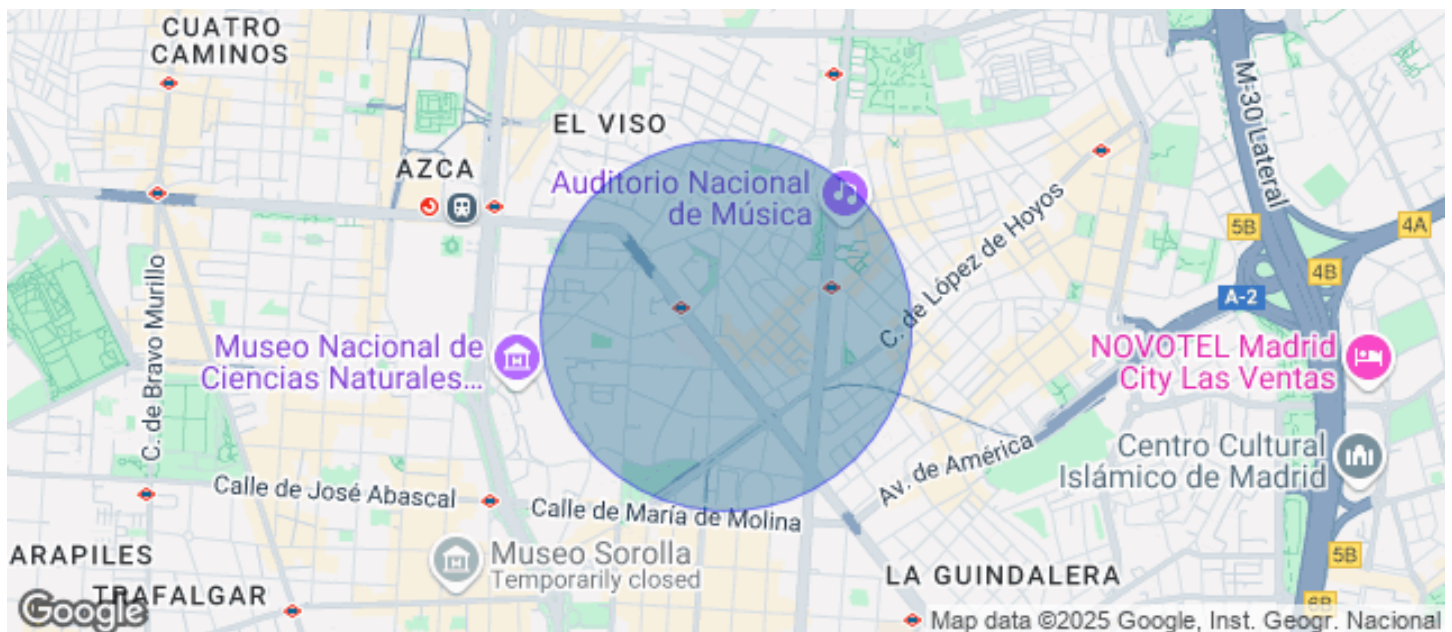 CUATRO
CAMINOS
EL VISO
AZCA
Auditorio Nacional
de Música
C. de López de Hoyos
M-30 Lateral
5B
4A
4B
A-2
C. de Bravo Murillo
Museo Nacional de
Ciencias Naturales...
NOVOTEL Madrid
City Las Ventas
Av. de América
Centro Cultural
Islámico de Madrid
Calle de José Abascal
Calle de María de Molina
ARAPILES
TRAFALGAR
Museo Sorolla
Temporarily closed
LA GUINDALERA
5B
6B
Google
Map data ©2025 Google, Inst. Geogr. Nacional